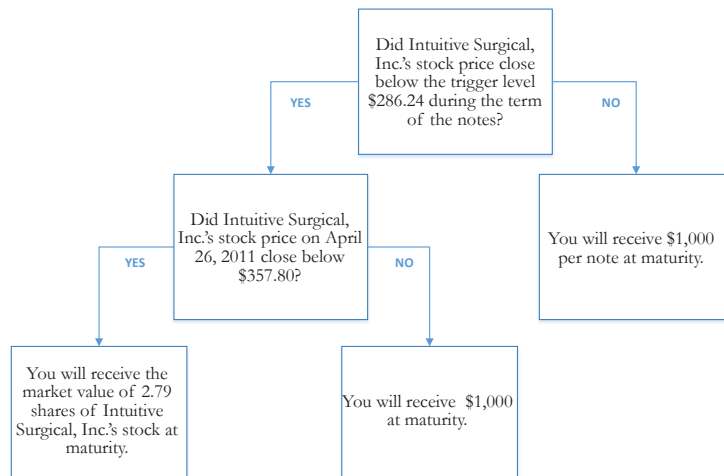 Did Intuitive Surgical,
Inc.'s stock price close
below the trigger level
$286.24 during the term
of the notes?
YES
NO
Did Intuitive Surgical,
Inc.'s stock price on April
26, 2011 close below
$357.80?
You will receive $1,000
per note at maturity.
YES
NO
You will receive the
market value of 2.79
shares of Intuitive
Surgical, Inc.'s stock at
maturity.
You will receive $1,000
at maturity.